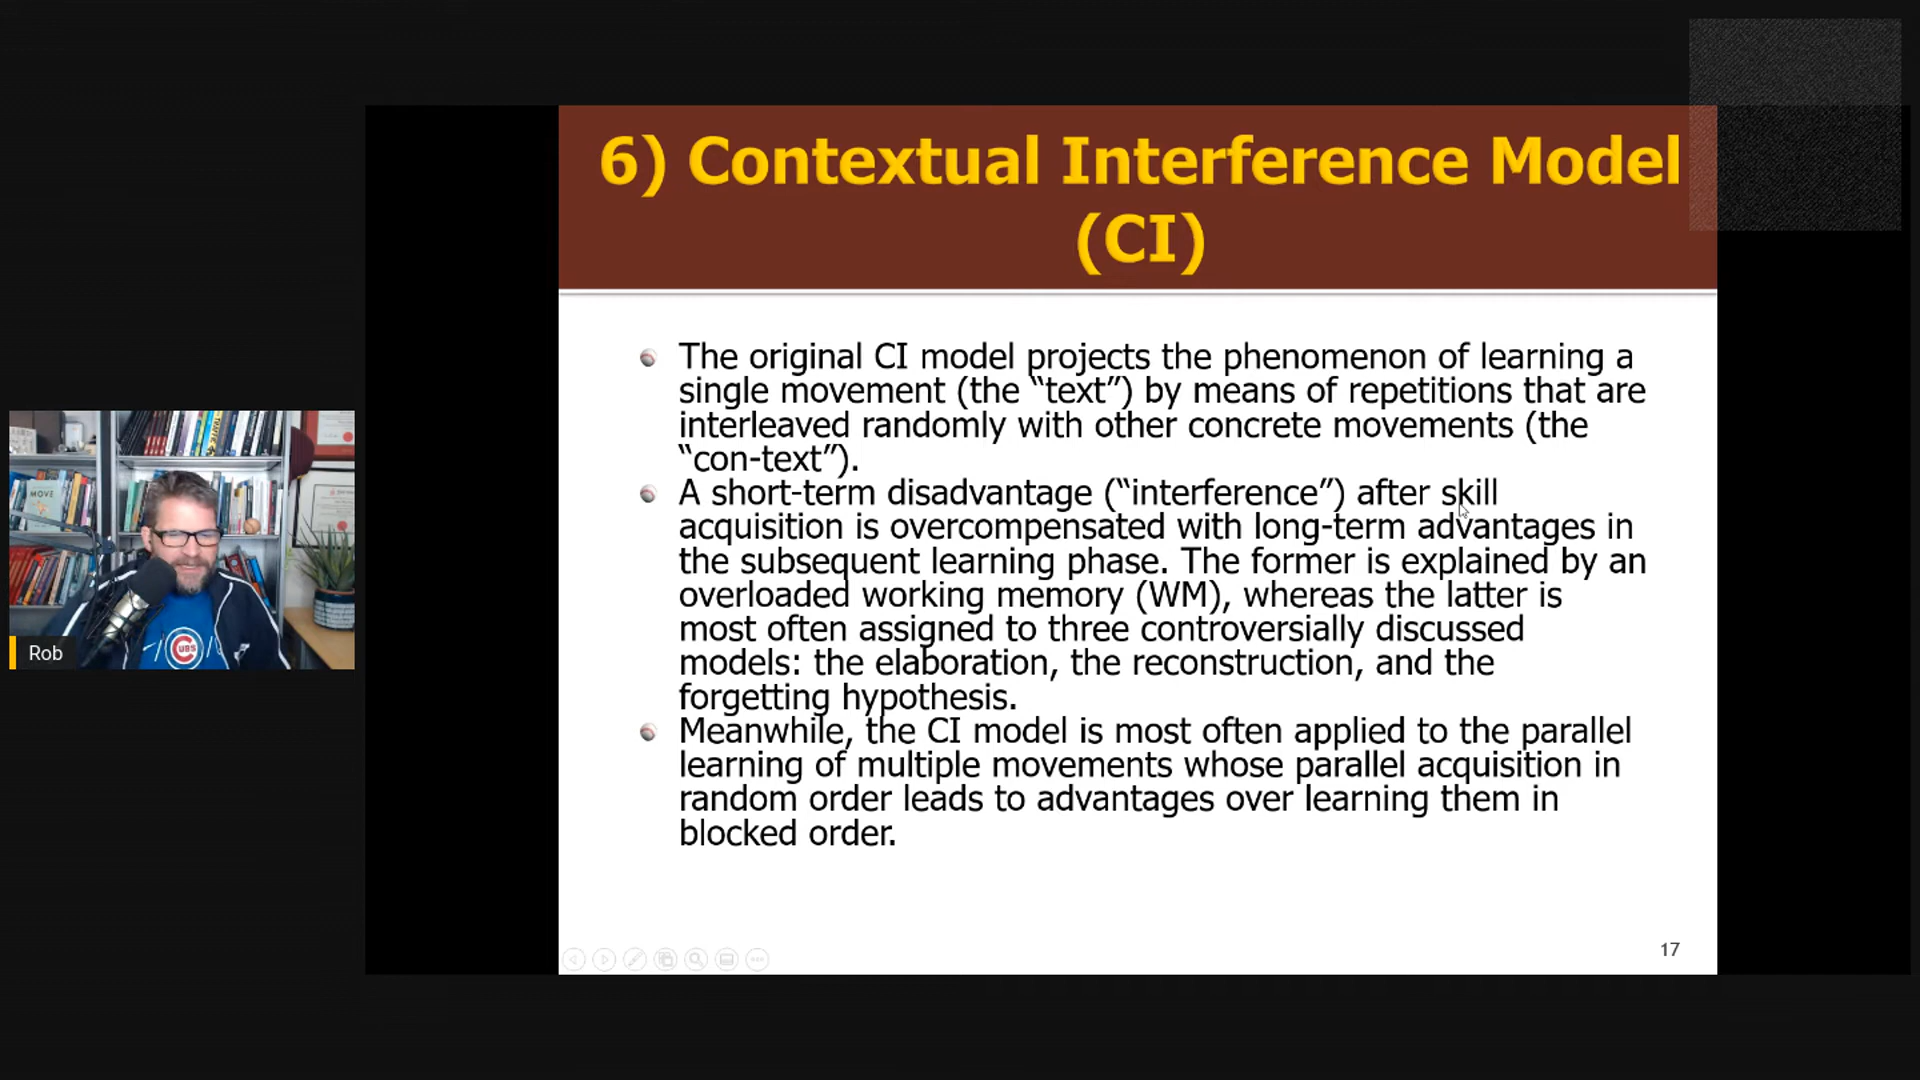 6) Contextual Interference Model
(CI)
The original CI model projects the phenomenon of learning a
single movement (the “text”) by means of repetitions that are
interleaved randomly with other concrete movements (the
“con-text”).
A short-term disadvantage (“interference”) after skill
acquisition is overcompensated with long-term advantages in
the subsequent learning phase. The former is explained by an
overloaded working memory (WM), whereas the latter is
most often assigned to three controversially discussed
models: the elaboration, the reconstruction, and the
forgetting hypothesis.
Meanwhile, the CI model is most often applied to the parallel
learning of multiple movements whose parallel acquisition in
random order leads to advantages over learning them in
blocked order.
17
MOVE
CUBS
Rob